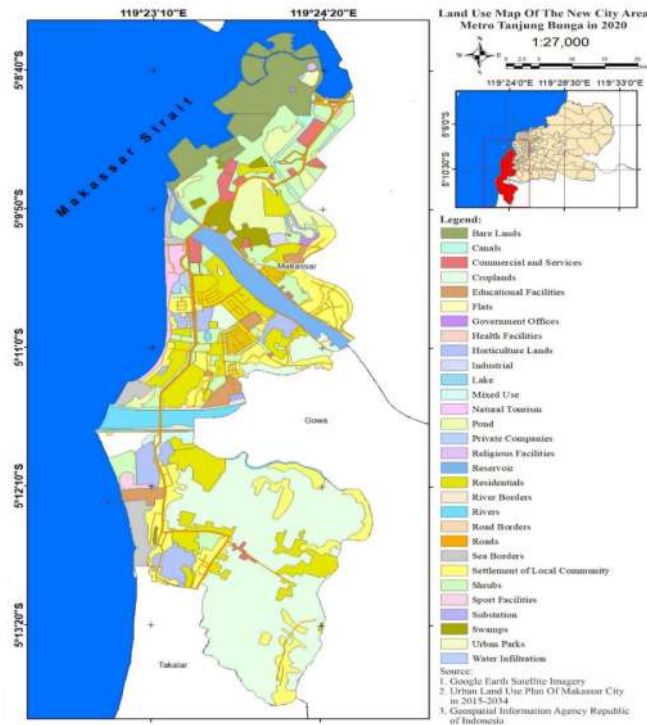 119°23'10"E
119°24'20"E
Land Use Map Of The New City Area
Metro Tanjung Bunga in 2020
1:27,000
119°24'0"E 119°28'30"E 119°33'0"E
5°6'0"S
5°10'30"S
5°8'40"S
5°9'50"S
5°11'0"S
5°12'10"S
5°13'20"S
Makassar Strait
Makassar
Gowa
Takalar
Legend:
Bare Lands
Canals
Commercial and Services
Croplands
Educational Facilities
Flats
Government Offices
Health Facilities
Horticulture Lands
Industrial
Lake
Mixed Use
Natural Tourism
Pond
Private Companies
Religious Facilities
Reservoir
Residentials
River Borders
Rivers
Road Borders
Roads
Sea Borders
Settlement of Local Community
Shrubs
Sport Facilities
Substation
Swamps
Urban Parks
Water Infiltration
Source:
1. Google Earth Satellite Imagery
2. Urban Land Use Plan Of Makassar City
in 2015-2034
3. Geospatial Information Agency Republic
of Indonesia